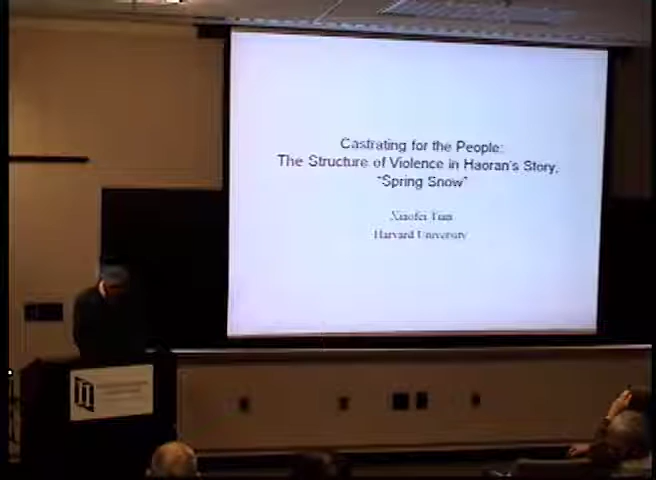 Castrating for the People:
The Structure of Violence in Haoran's Story,
"Spring Snow"
Xiaofei Tian
Harvard University